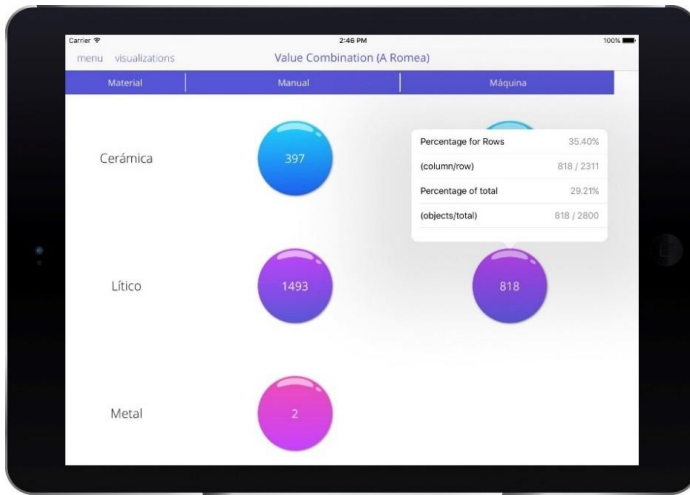 Carrier 2:46 PM 100%
menu visualizations Value Combination (A Romea)
Material Manual Máquina
Cerámica 397
Percentage for Rows 35.40%
(column/row) 818 / 2311
Percentage of total 29.21%
(objects/total) 818 / 2800
Lítico 1493 818
Metal 2